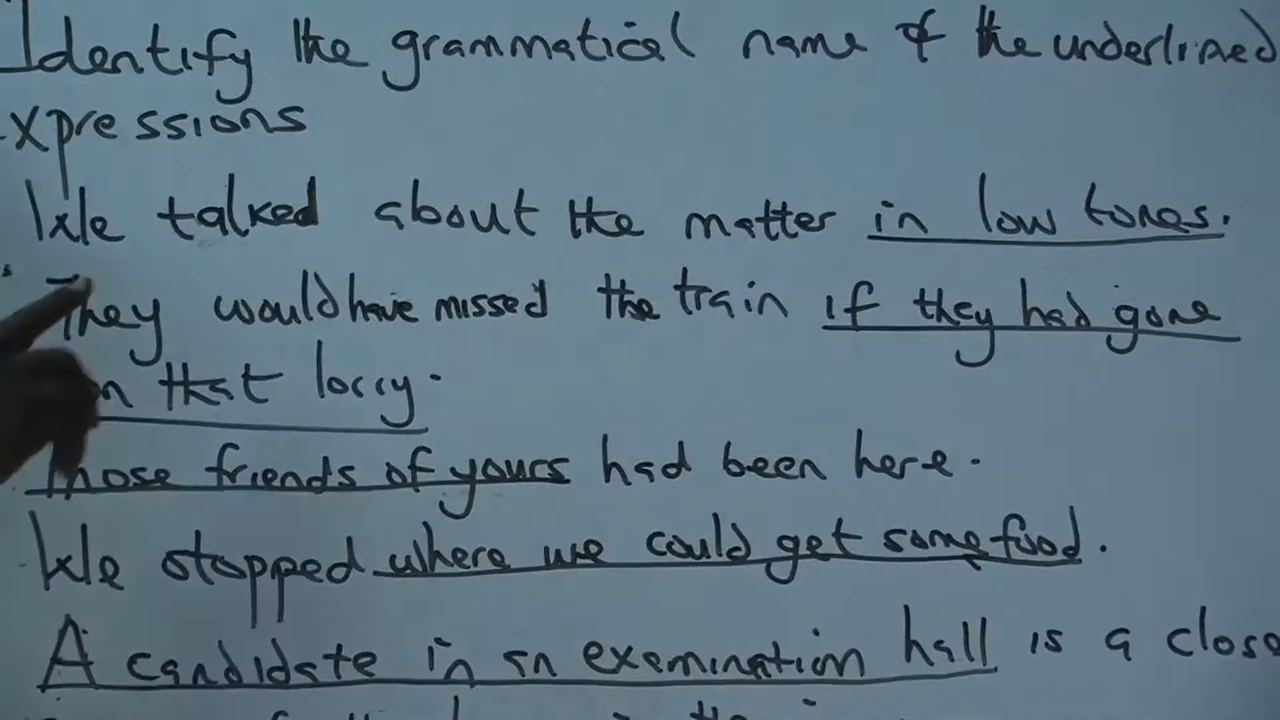 Identify the grammatical name of the underlined
xpressions
We talked about the matter in low tones.
They would have missed the train if they had gone
n that lorry.
Those friends of yours had been here.
We stopped where we could get some food.
A candidate in an examination hall is a close